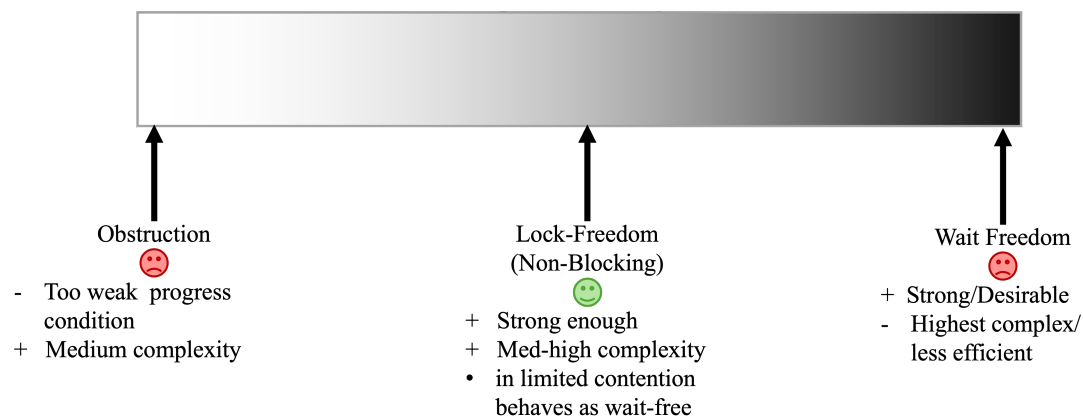 Obstruction
- Too weak progress
condition
+ Medium complexity
Lock-Freedom
(Non-Blocking)
+ Strong enough
+ Med-high complexity
• in limited contention
behaves as wait-free
Wait Freedom
+ Strong/Desirable
- Highest complex/
less efficient